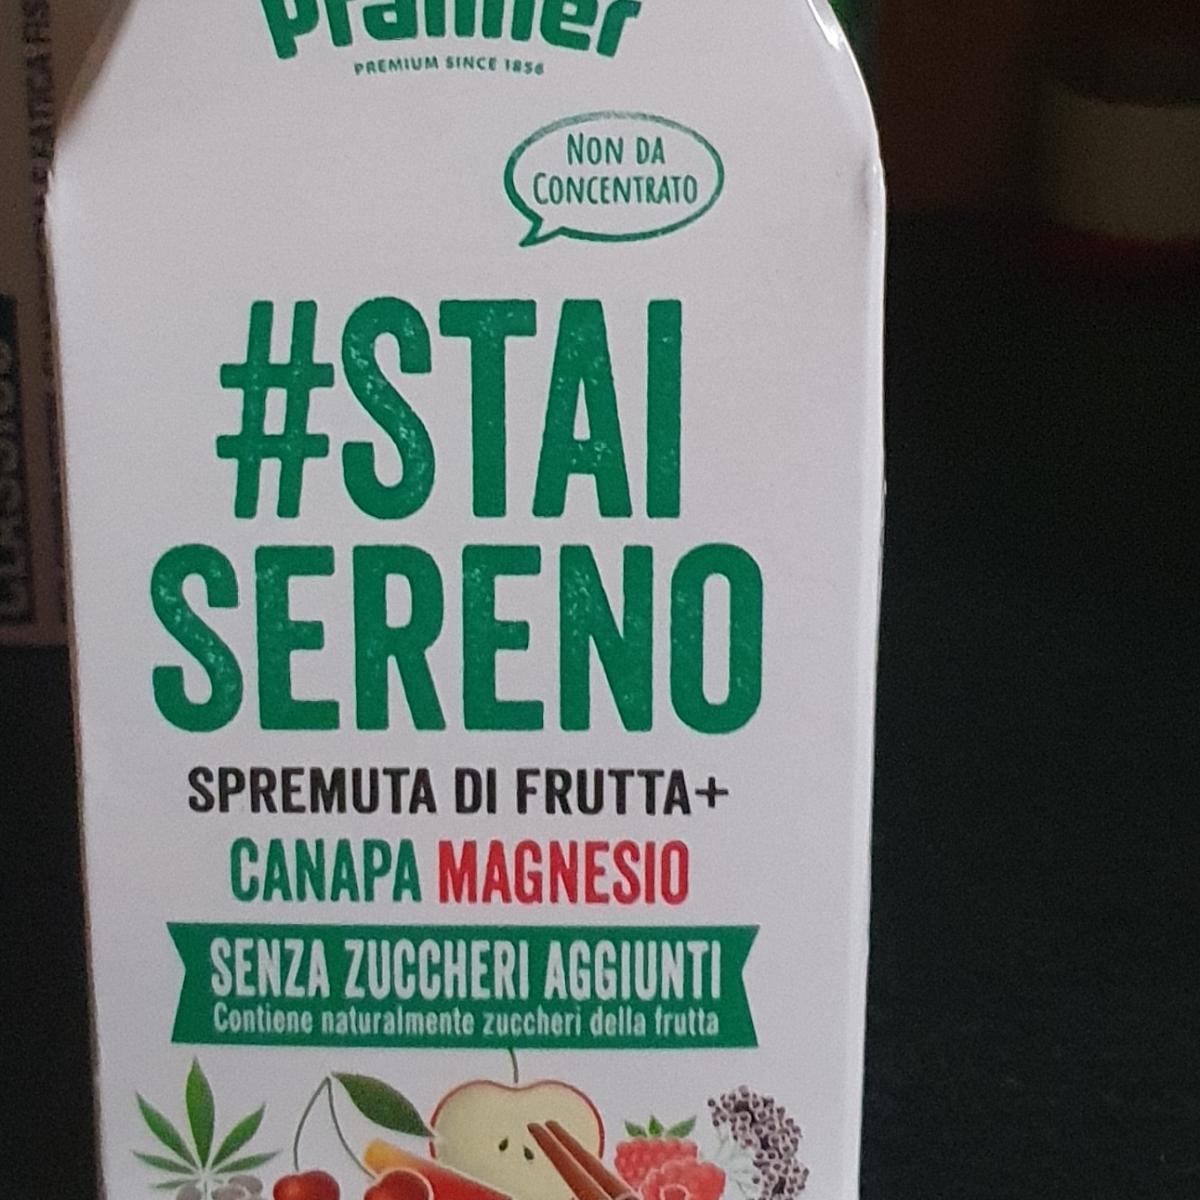 Pfanner
PREMIUM SINCE 1856
NON DA
CONCENTRATO
#STAI
SERENO
SPREMUTA DI FRUTTA+
CANAPA MAGNESIO
SENZA ZUCCHERI AGGIUNTI
Contiene naturalmente zuccheri della frutta